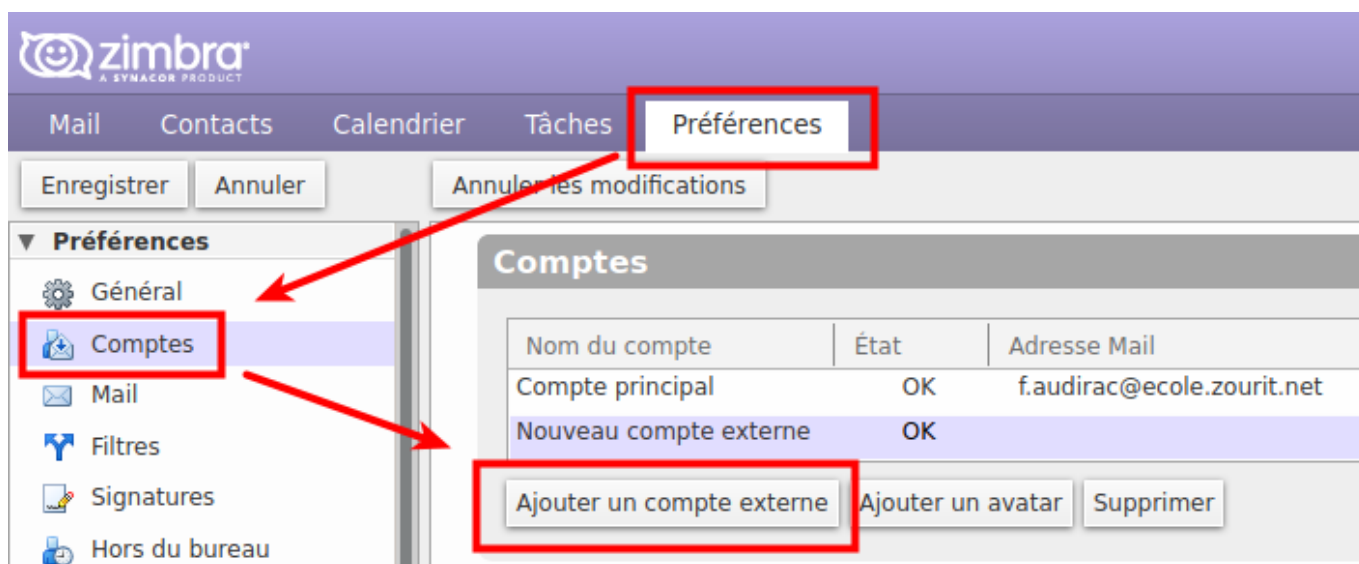 zimbra
A SYNACOR PRODUCT
Mail Contacts Calendrier Tâches Préférences
Enregistrer Annuler Annuler les modifications
Préférences
Général
Comptes
Mail
Filtres
Signatures
Hors du bureau
Comptes
Nom du compte État Adresse Mail
Compte principal OK f.audirac@ecole.zourit.net
Nouveau compte externe OK
Ajouter un compte externe Ajouter un avatar Supprimer